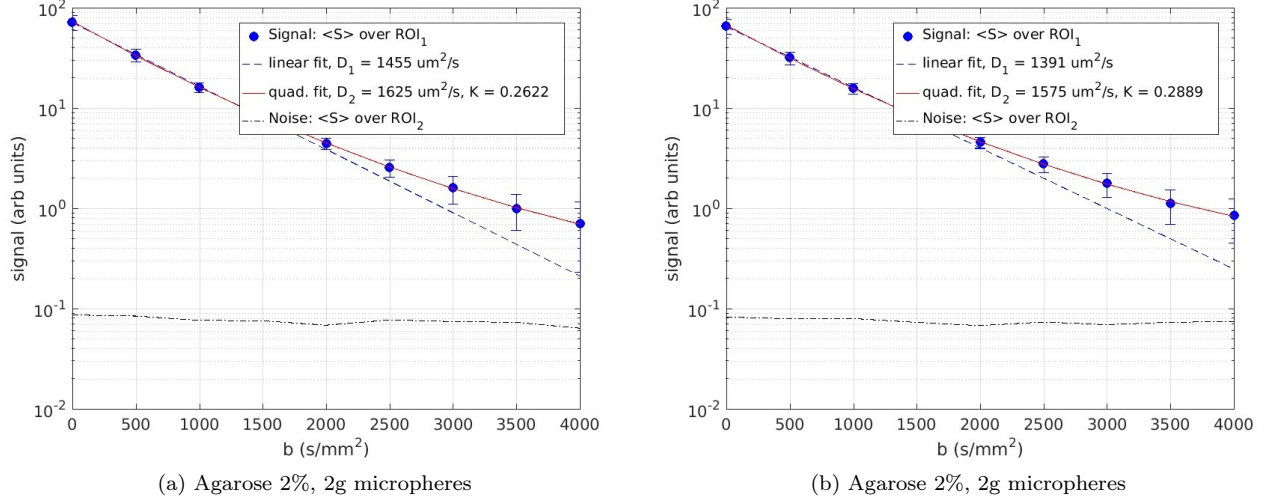 10^2
10^1
10^0
10^-1
10^-2
signal (arb units)
Signal: <S> over ROI_1
linear fit, D_1 = 1455 um^2/s
quad. fit, D_2 = 1625 um^2/s, K = 0.2622
Noise: <S> over ROI_2
0 500 1000 1500 2000 2500 3000 3500 4000
b (s/mm^2)
(a) Agarose 2%, 2g micropheres
10^2
10^1
10^0
10^-1
10^-2
signal (arb units)
Signal: <S> over ROI_1
linear fit, D_1 = 1391 um^2/s
quad. fit, D_2 = 1575 um^2/s, K = 0.2889
Noise: <S> over ROI_2
0 500 1000 1500 2000 2500 3000 3500 4000
b (s/mm^2)
(b) Agarose 2%, 2g micropheres